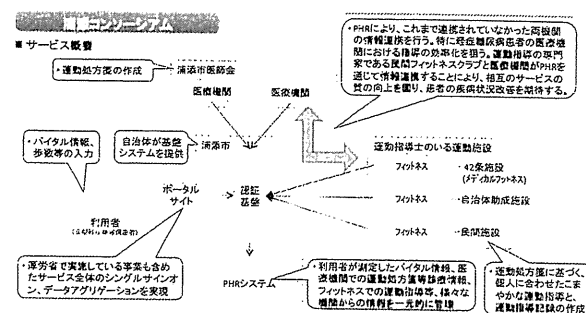 コンソーシアム
■ サービス概要
・運動処方箋の作成
浦添市医師会
医療機関
医療機関
・PHRにより、これまで連携されていなかった両機関
の情報連携を行う。特に軽症糖尿病患者の医療機
関における指導の効率化を狙う。運動指導の専門
家である民間フィットネスクラブと医療機関がPHRを
通じて情報連携することにより、相互のサービスの
質の向上を図り、患者の疾病状況改善を期待する。
・バイタル情報、
歩数等の入力
自治体が基盤
システムを提供
浦添市
運動指導士のいる運動施設
フィットネス
・42条施設
(メディカルフィットネス)
ポータル
サイト
認証
基盤
フィットネス
・自治体助成施設
利用者
フィットネス
・民間施設
・厚労省で実施している事業も含め
たサービス全体のシングルサインオ
ン、データアグリゲーションを実現
PHRシステム
・利用者が測定したバイタル情報、医
療機関での運動処方箋等診療情報、
フィットネスでの運動指導等、様々な
機関からの情報を一元的に管理
・運動処方箋に基づく、
個人に合わせたこま
やかな運動指導と、
運動指導記録の作成